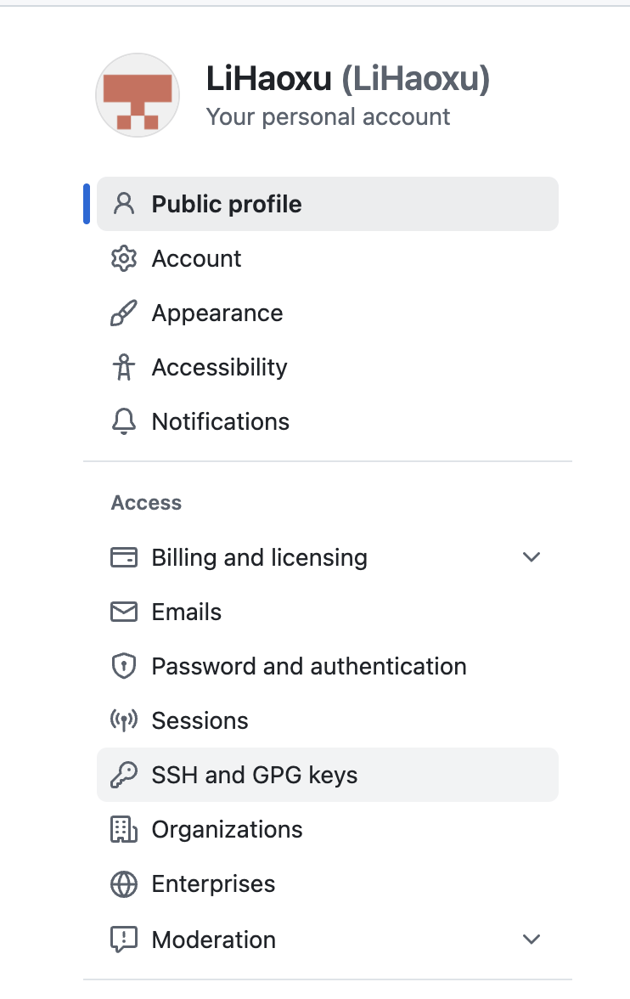 LiHaoxu (LiHaoxu)
Your personal account
Public profile
Account
Appearance
Accessibility
Notifications
Access
Billing and licensing
Emails
Password and authentication
Sessions
SSH and GPG keys
Organizations
Enterprises
Moderation